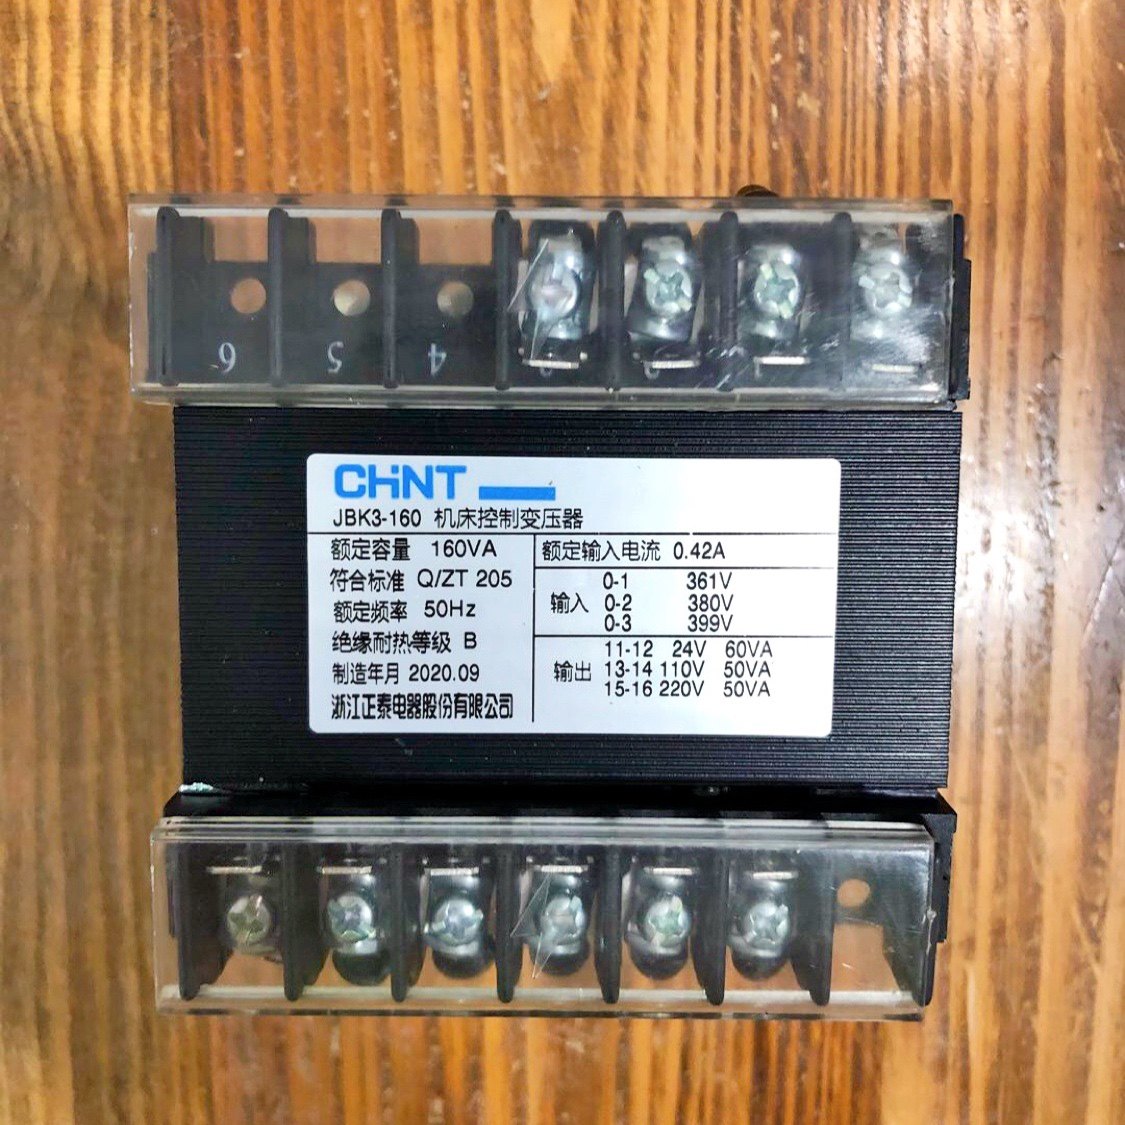 6 5 4
CHNT
JBK3-160 机床控制变压器
额定容量 160VA
符合标准 Q/ZT 205
额定频率 50Hz
绝缘耐热等级 B
制造年月 2020.09
浙江正泰电器股份有限公司
额定输入电流 0.42A
输入
0-1 361V
0-2 380V
0-3 399V
输出
11-12 24V 60VA
13-14 110V 50VA
15-16 220V 50VA